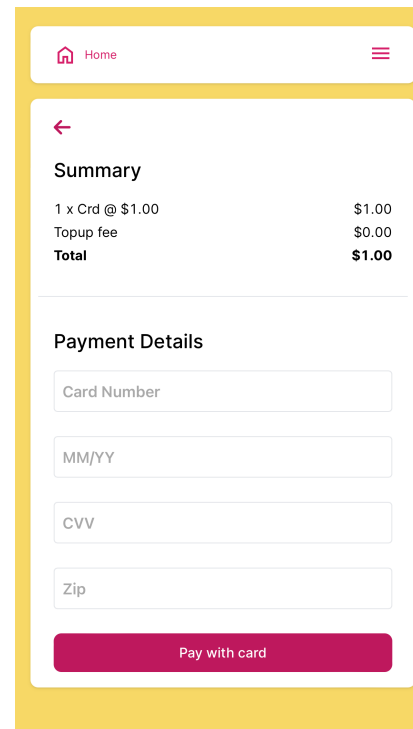 Home
Summary
1 x Crd @ $1.00 $1.00
Topup fee $0.00
Total $1.00
Payment Details
Card Number
MM/YY
CVV
Zip
Pay with card